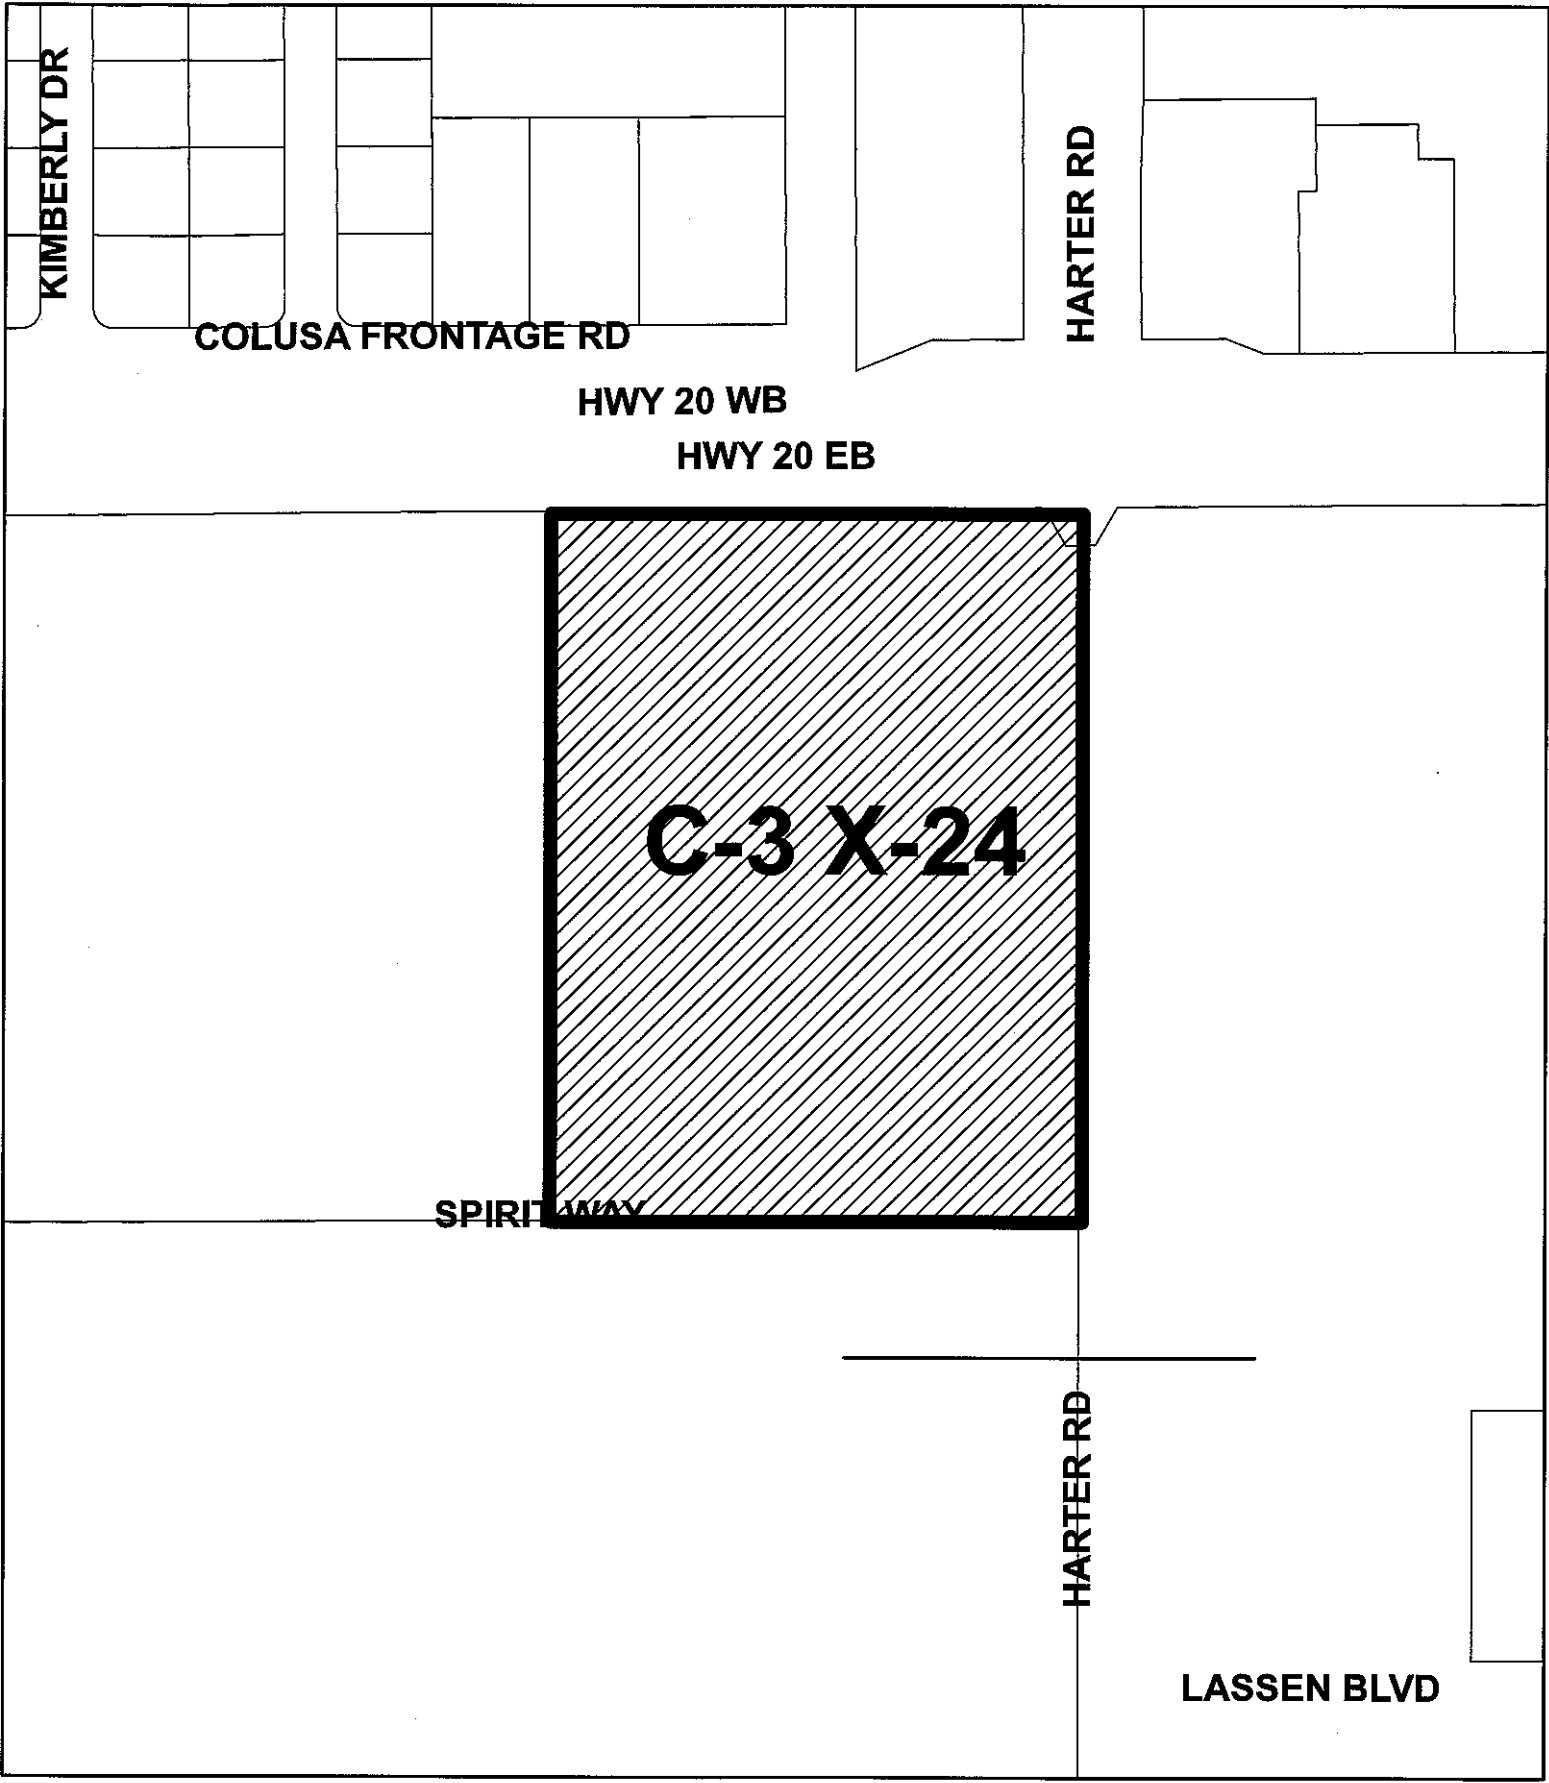 KIMBERLY DR
HARTER RD
COLUSA FRONTAGE RD
HWY 20 WB
HWY 20 EB
C-3 X-24
SPIRIT WAY
HARTER RD
LASSEN BLVD